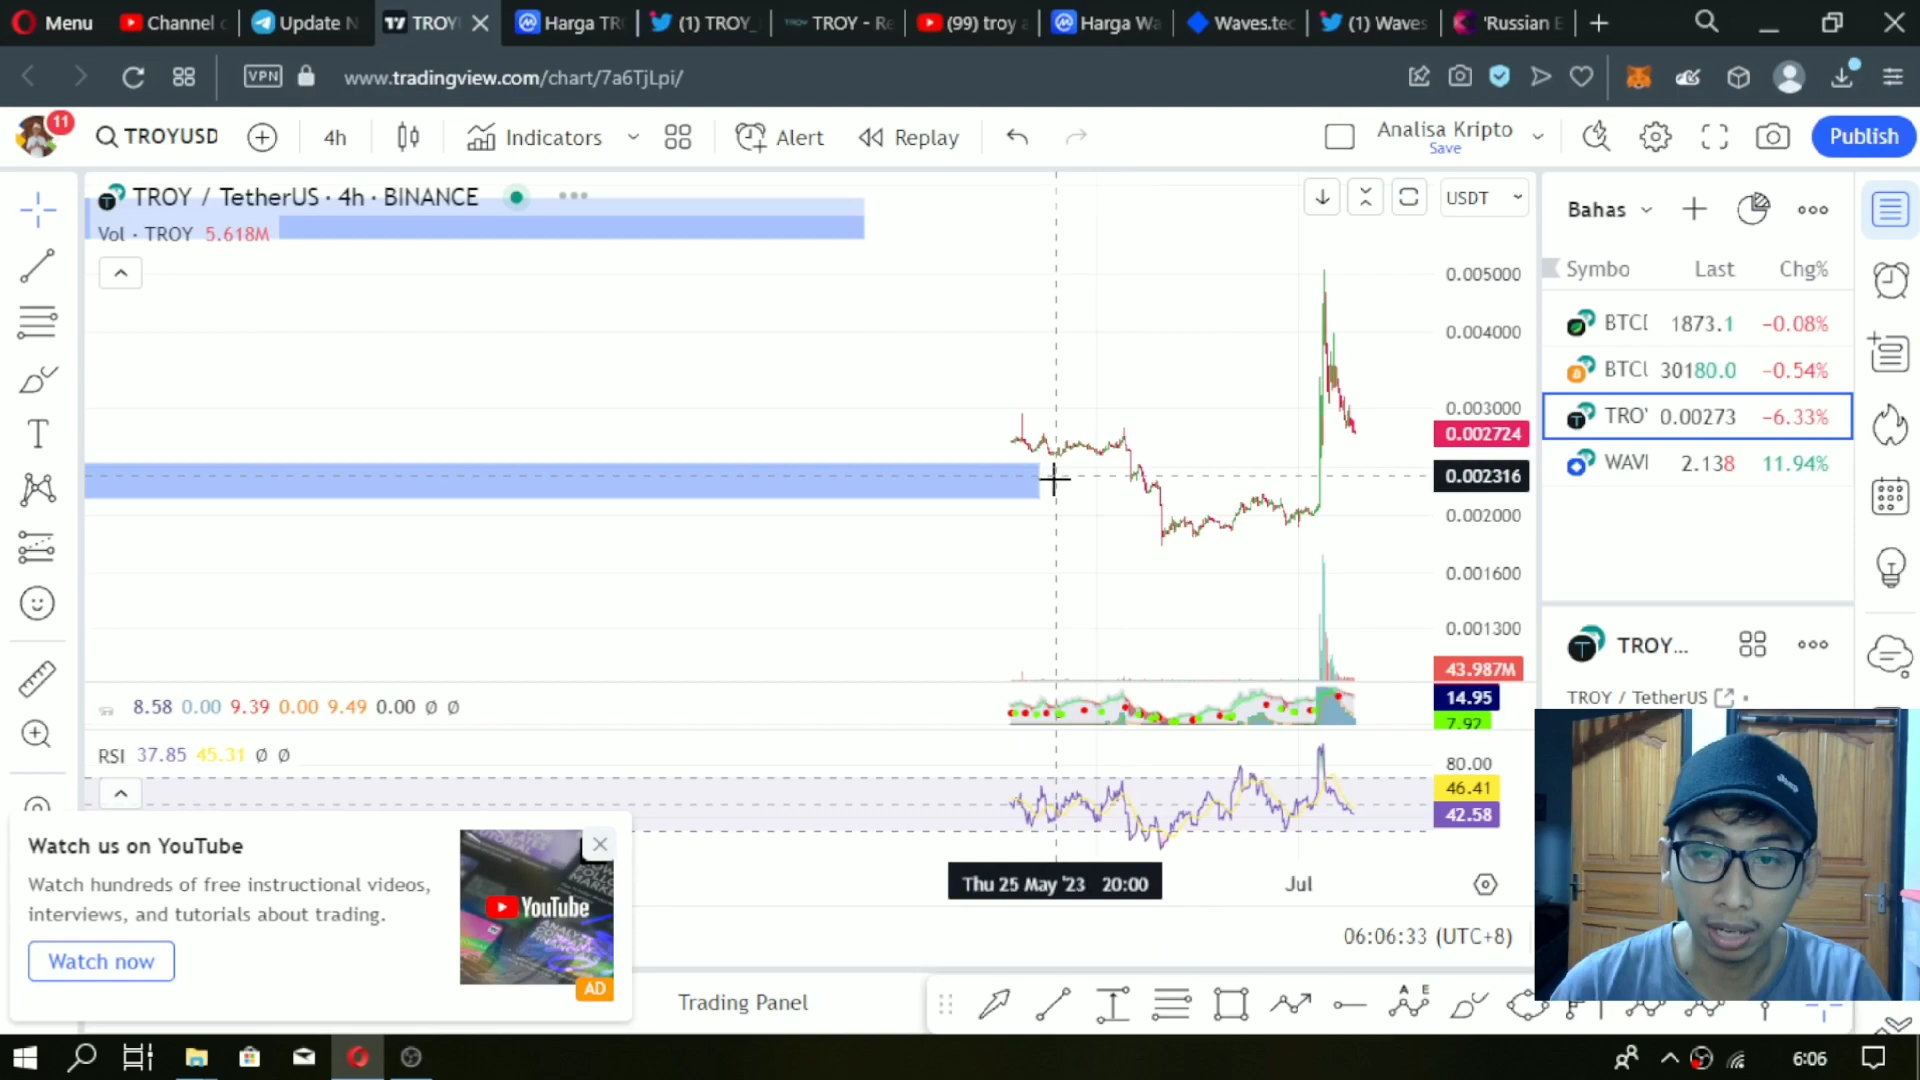 Menu
Channel
Update N
TROY
Harga TR
(1) TROY_
TROY - Re
(99) troy a
Harga Wa
Waves.tec
(1) Waves
'Russian E
VPN
www.tradingview.com/chart/7a6TjLpi/
11
TROYUSD
4h
Indicators
Alert
Replay
Analisa Kripto
Save
Publish
TROY / TetherUS · 4h · BINANCE
Vol · TROY 5.618M
USDT
0.005000
0.004000
0.003000
0.002724
0.002316
0.002000
0.001600
0.001300
43.987M
14.95
7.92
8.58 0.00 9.39 0.00 9.49 0.00 Ø Ø
RSI 37.85 45.31 Ø Ø
80.00
46.41
42.58
Thu 25 May '23 20:00
Jul
06:06:33 (UTC+8)
Bahas
Symbo Last Chg%
BTCD 1873.1 −0.08%
BTCU 30180.0 −0.54%
TROY 0.00273 −6.33%
WAVE 2.138 11.94%
TROY...
TROY / TetherUS
Watch us on YouTube
Watch hundreds of free instructional videos,
interviews, and tutorials about trading.
Watch now
YouTube
AD
Trading Panel
A E
Jeep
6:06